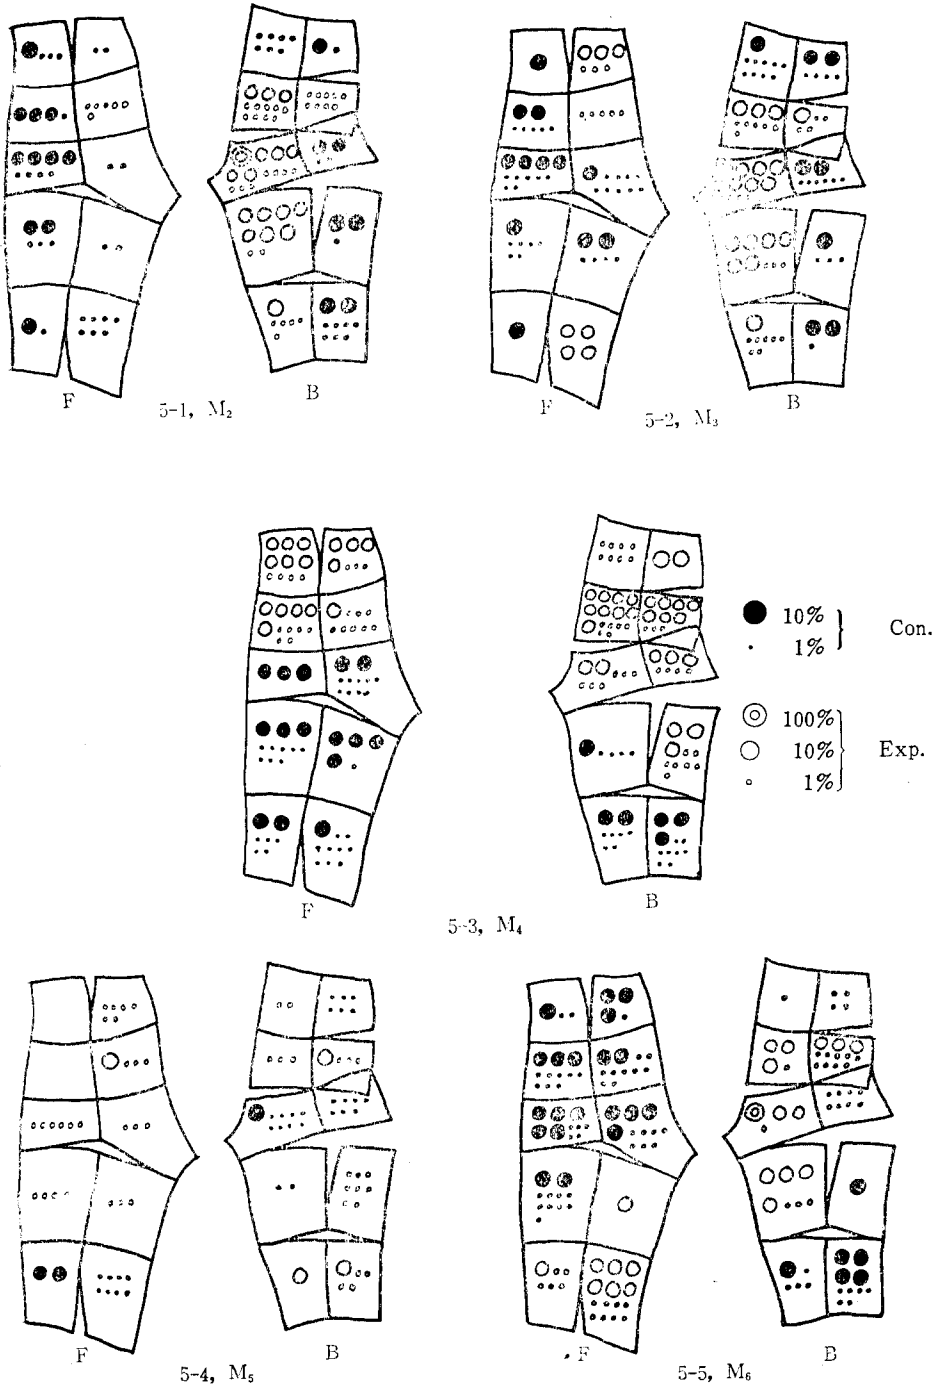 F
B
5-1, M₂
F
B
5-2, M₃
10%
1%
Con.
100%
10%
1%
Exp.
F
B
5-3, M₄
F
B
5-4, M₅
F
B
5-5, M₆